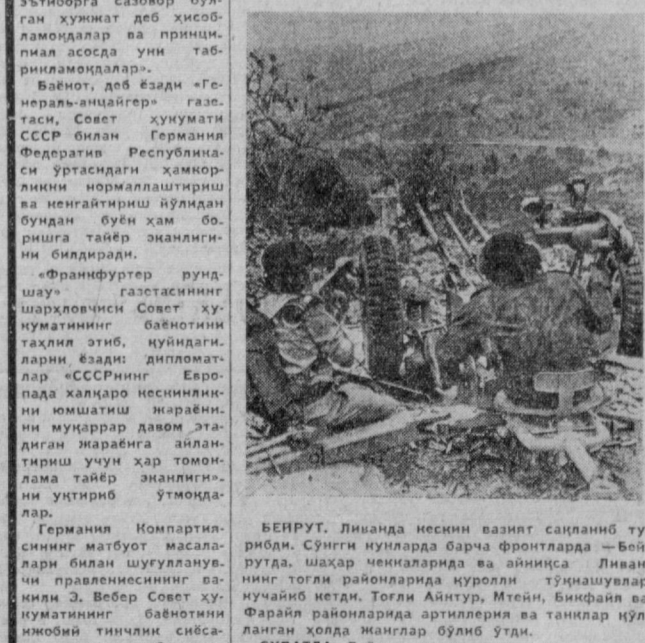 эътиборга сазовор бўл-
ган ҳужжат деб ҳисоб-
ламоқдалар ва принци-
пиал асосда уни таб-
рикламоқдалар».
Баёнот, деб ёзади «Ге-
нераль-анцайгер» газе-
таси, Совет ҳукумати
СССР билан Германия
Федератив Республика-
си ўртасидаги ҳамкор-
ликни нормаллаштириш
ва кенгайтириш йўлидан
бундан буён ҳам бо-
ришга тайёр эканлиги-
ни билдиради.
«Франкфуртер рунд-
шау» газетасининг
шарҳловчиси Совет ҳу-
куматининг баёнотини
таҳлил этиб, қуйидаги-
ларни ёзади: дипломат-
лар «СССРнинг Евро-
пада халқаро кескинлик-
ни юмшатиш жараёни-
ни муқаррар давом эта-
диган жараёнга айлан-
тириш учун ҳар томон-
лама тайёр эканлиги»-
ни уқтириб ўтмоқда-
лар.
Германия Компартия-
сининг матбуот масала-
лари билан шуғулланув-
чи правлениесининг ва-
кили Э. Вебер Совет ҳу-
куматининг баёнотини
ижобий тинчлик сиёса-
БЕЙРУТ. Ливанда кескин вазият сақланиб ту
рибди. Сўнгги кунларда барча фронтларда — Бей
рутда, шаҳар чеккаларида ва айниқса Ливан
нинг тоғли районларида қуролли тўқнашувлар
кучайиб кетди. Тоғли Айнтур, Мтейн, Бикфайл ва
Фарайл районларида артиллерия ва танклар қўл
ланган ҳолда жанглар бўлиб ўтди.